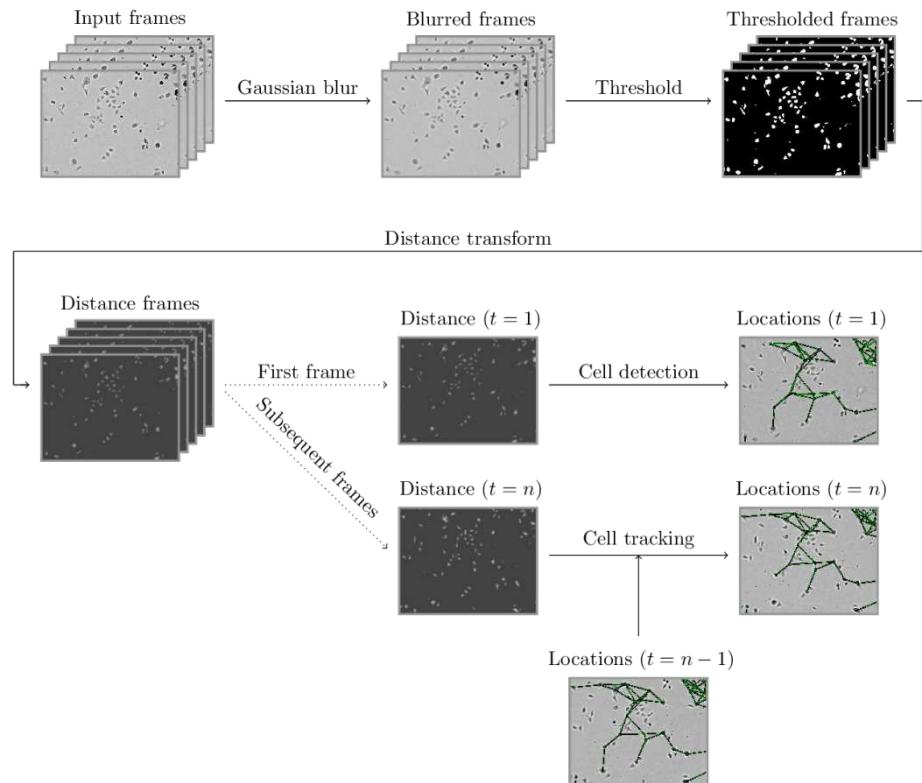 Input frames
Blurred frames
Thresholded frames
Gaussian blur
Threshold
Distance transform
Distance frames
Distance (t = 1)
Locations (t = 1)
First frame
Cell detection
Subsequent frames
Distance (t = n)
Locations (t = n)
Cell tracking
Locations (t = n − 1)